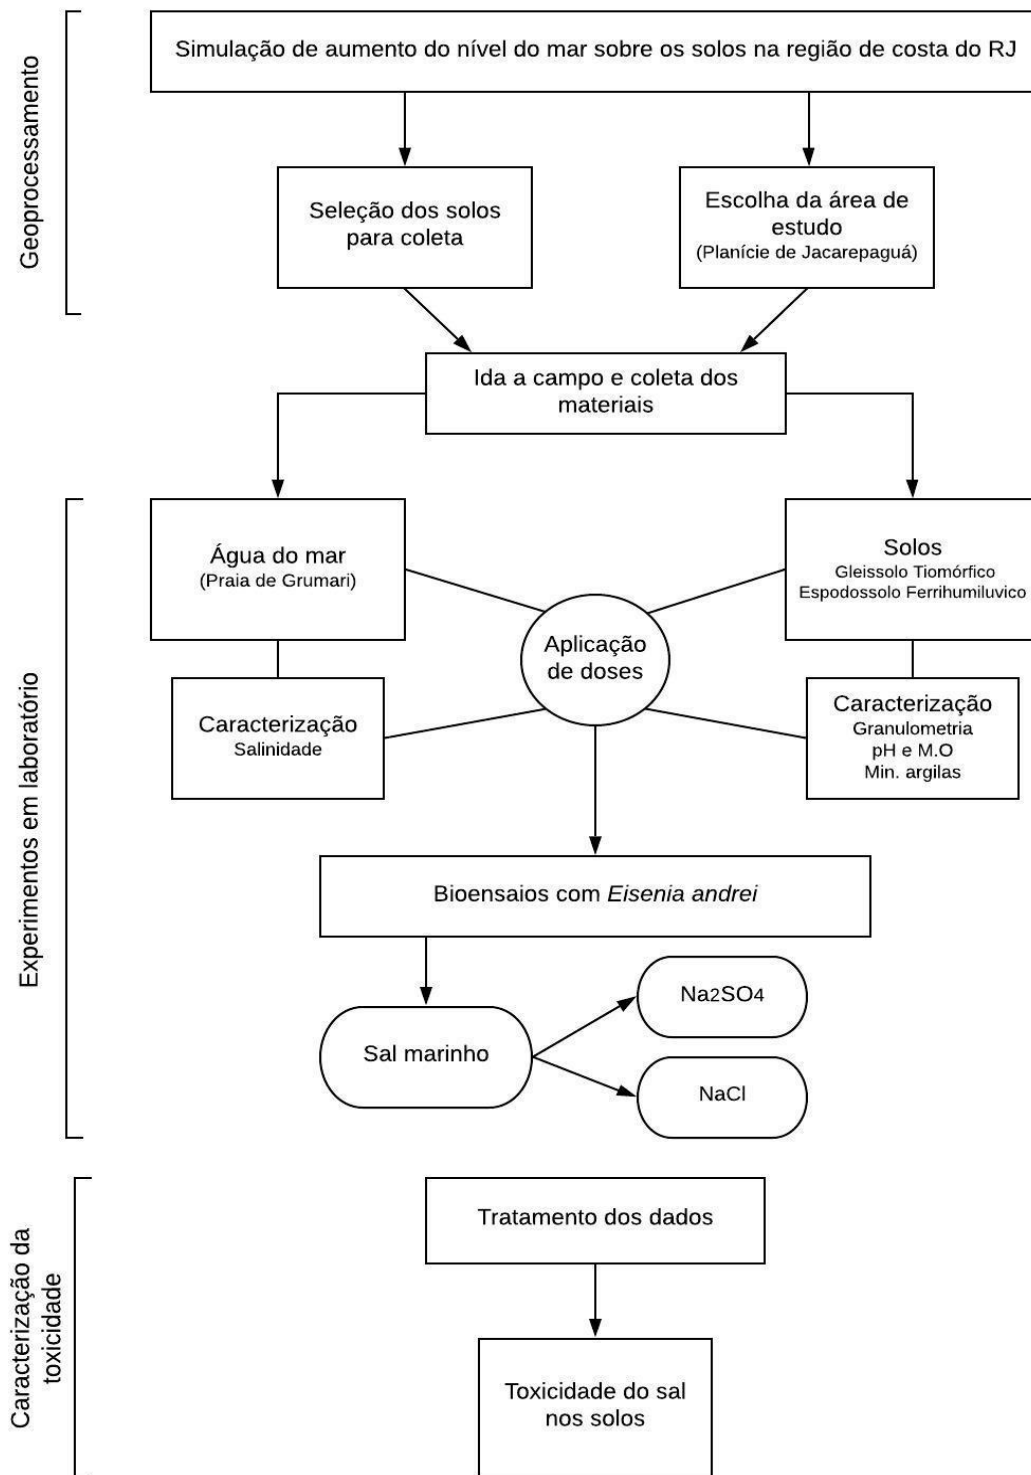 Geoprocessamento
Simulação de aumento do nível do mar sobre os solos na região de costa do RJ
Seleção dos solos
para coleta
Escolha da área de
estudo
(Planície de Jacarepaguá)
Ida a campo e coleta dos
materiais
Experimentos em laboratório
Água do mar
(Praia de Grumari)
Solos
Gleissolo Tiomórfico
Espodossolo Ferrihumiluvico
Aplicação
de doses
Caracterização
Salinidade
Caracterização
Granulometria
pH e M.O
Min. argilas
Bioensaios com Eisenia andrei
Sal marinho
Na2SO4
NaCl
Caracterização da
toxicidade
Tratamento dos dados
Toxicidade do sal
nos solos